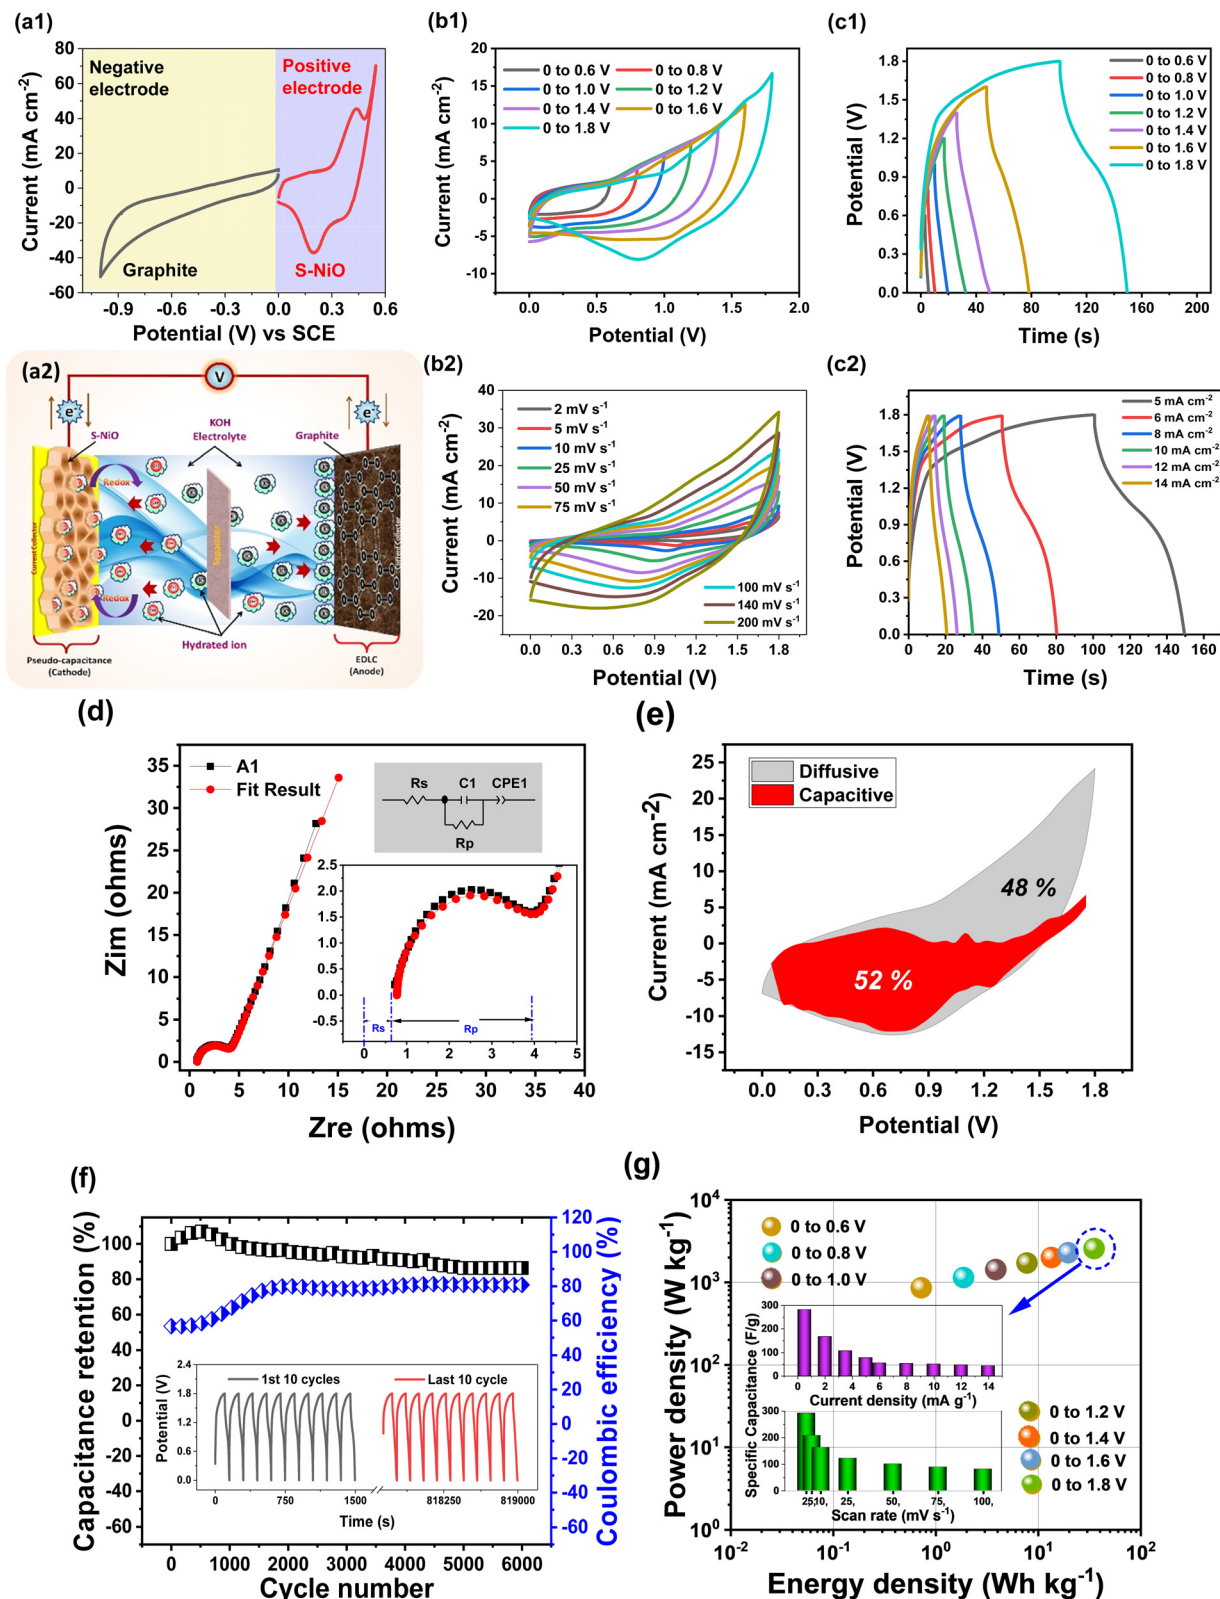 (a1)
80
60
40
20
0
-20
-40
-60
Current (mA cm-2)
Negative
electrode
Positive
electrode
Graphite
S-NiO
-0.9
-0.6
-0.3
0.0
0.3
0.6
Potential (V) vs SCE
(b1)
20
15
10
5
0
-5
-10
Current (mA cm-2)
0 to 0.6 V
0 to 0.8 V
0 to 1.0 V
0 to 1.2 V
0 to 1.4 V
0 to 1.6 V
0 to 1.8 V
0.0
0.5
1.0
1.5
2.0
Potential (V)
(c1)
1.8
1.5
1.2
0.9
0.6
0.3
0.0
Potential (V)
0 to 0.6 V
0 to 0.8 V
0 to 1.0 V
0 to 1.2 V
0 to 1.4 V
0 to 1.6 V
0 to 1.8 V
0
50
100
150
200
Time (s)
(a2)
V
e-
e-
S-NiO
KOH
Electrolyte
Graphite
Redox
Current Collector
Separator
Redox
Hydrated ion
Pseudo-capacitance
(Cathode)
EDLC
(Anode)
(b2)
40
30
20
10
0
-10
-20
Current (mA cm-2)
2 mV s-1
5 mV s-1
10 mV s-1
25 mV s-1
50 mV s-1
75 mV s-1
100 mV s-1
140 mV s-1
200 mV s-1
0.0
0.3
0.6
0.9
1.2
1.5
1.8
Potential (V)
(c2)
1.8
1.5
1.2
0.9
0.6
0.3
0.0
Potential (V)
5 mA cm-2
6 mA cm-2
8 mA cm-2
10 mA cm-2
12 mA cm-2
14 mA cm-2
0
20
40
60
80
100
120
140
160
Time (s)
(d)
35
30
25
20
15
10
5
0
Zim (ohms)
A1
Fit Result
Rs
C1
CPE1
Rp
2.5
2.0
1.5
1.0
0.5
0.0
-0.5
Rs
Rp
0
1
2
3
4
5
0
5
10
15
20
25
30
35
40
Zre (ohms)
(e)
25
20
15
10
5
0
-5
-10
-15
Current (mA cm-2)
Diffusive
Capacitive
48 %
52 %
0.0
0.3
0.6
0.9
1.2
1.5
1.8
Potential (V)
(f)
100
80
60
40
20
0
-20
-40
-60
Capacitance retention (%)
120
100
80
60
40
20
0
-20
-40
-60
Coulombic efficiency (%)
2.4
1.8
1.2
0.6
0.0
Potential (V)
1st 10 cycles
Last 10 cycle
0
750
1500
818250
819000
Time (s)
0
1000
2000
3000
4000
5000
6000
Cycle number
(g)
104
103
102
101
100
Power density (W kg-1)
0 to 0.6 V
0 to 0.8 V
0 to 1.0 V
300
200
100
0
0
2
4
6
8
10
12
14
Current density (mA g-1)
Specific Capacitance (F/g)
300
200
100
0
25,
50,
75,
100,
Scan rate (mV s-1)
0 to 1.2 V
0 to 1.4 V
0 to 1.6 V
0 to 1.8 V
10-2
10-1
100
101
102
Energy density (Wh kg-1)